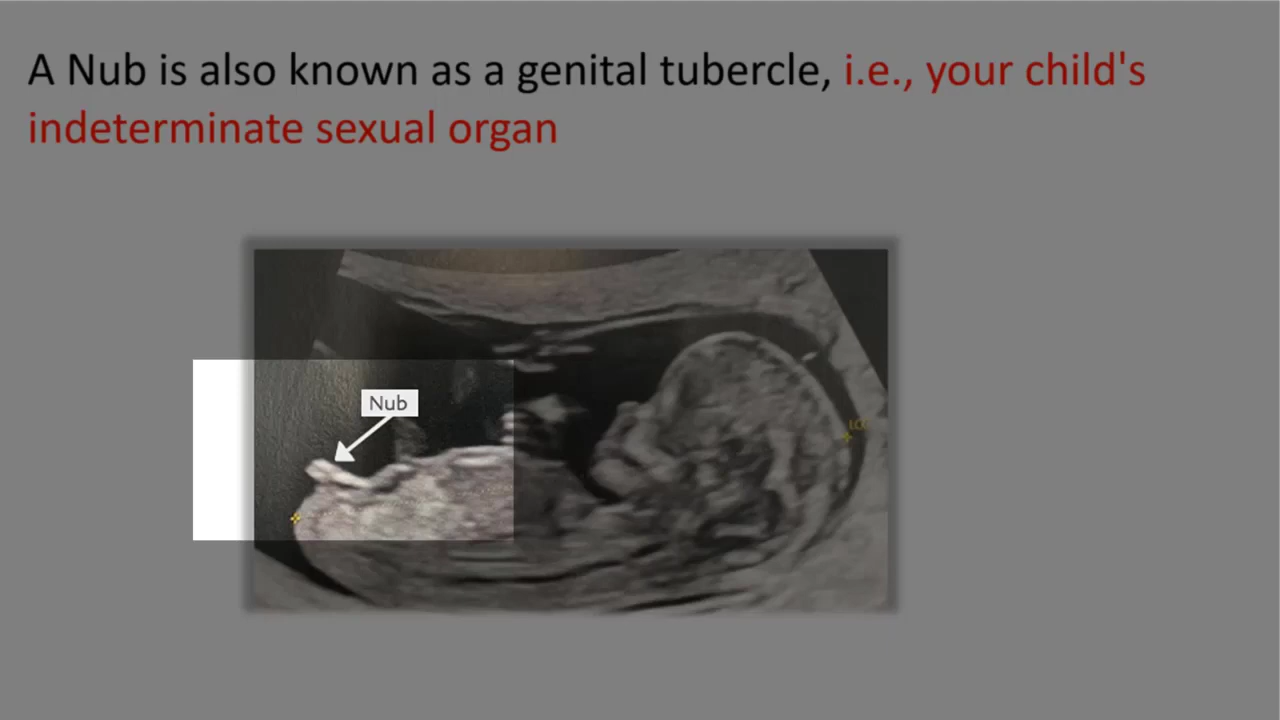 A Nub is also known as a genital tubercle, i.e., your child's
indeterminate sexual organ
Nub